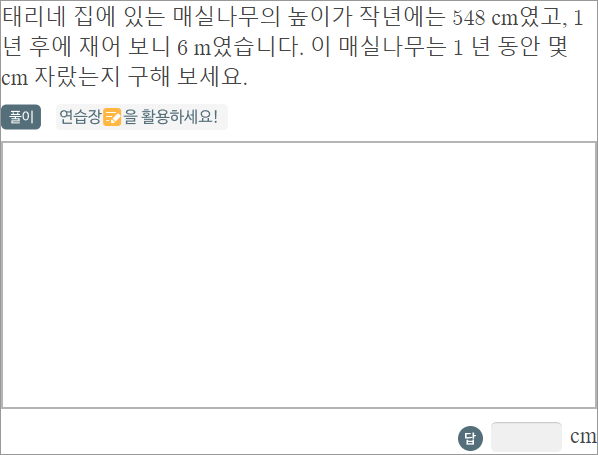 태리네 집에 있는 매실나무의 높이가 작년에는 548 cm였고, 1
년 후에 재어 보니 6 m였습니다. 이 매실나무는 1 년 동안 몇
cm 자랐는지 구해 보세요.
풀이 연습장을 활용하세요!
답 cm